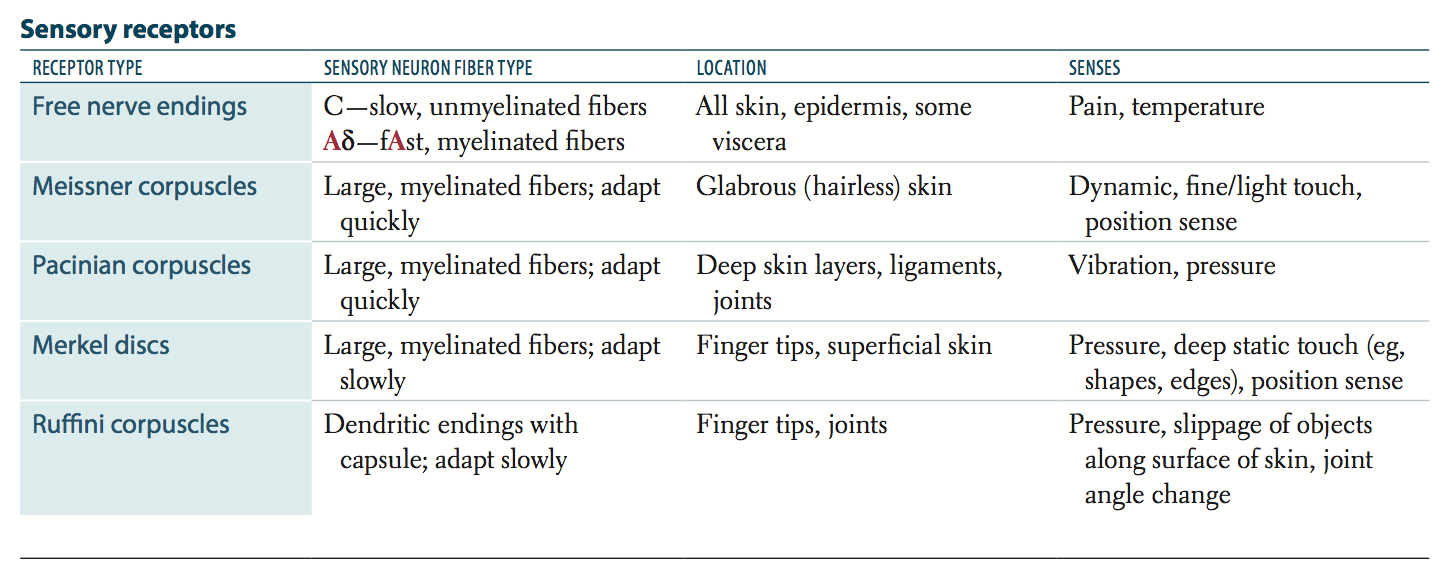 Sensory receptors
RECEPTOR TYPE SENSORY NEURON FIBER TYPE LOCATION SENSES
Free nerve endings C—slow, unmyelinated fibers All skin, epidermis, some Pain, temperature
Aδ—fAst, myelinated fibers viscera
Meissner corpuscles Large, myelinated fibers; adapt Glabrous (hairless) skin Dynamic, fine/light touch,
quickly position sense
Pacinian corpuscles Large, myelinated fibers; adapt Deep skin layers, ligaments, Vibration, pressure
quickly joints
Merkel discs Large, myelinated fibers; adapt Finger tips, superficial skin Pressure, deep static touch (eg,
slowly shapes, edges), position sense
Ruffini corpuscles Dendritic endings with Finger tips, joints Pressure, slippage of objects
capsule; adapt slowly along surface of skin, joint
angle change